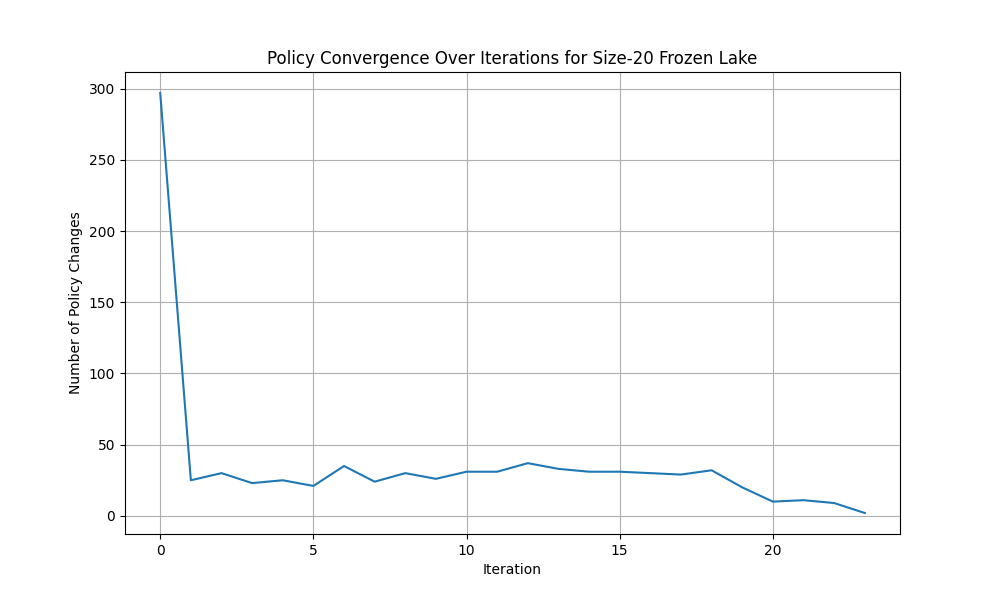 Policy Convergence Over Iterations for Size-20 Frozen Lake
300
250
200
150
100
50
0
Number of Policy Changes
0 5 10 15 20
Iteration